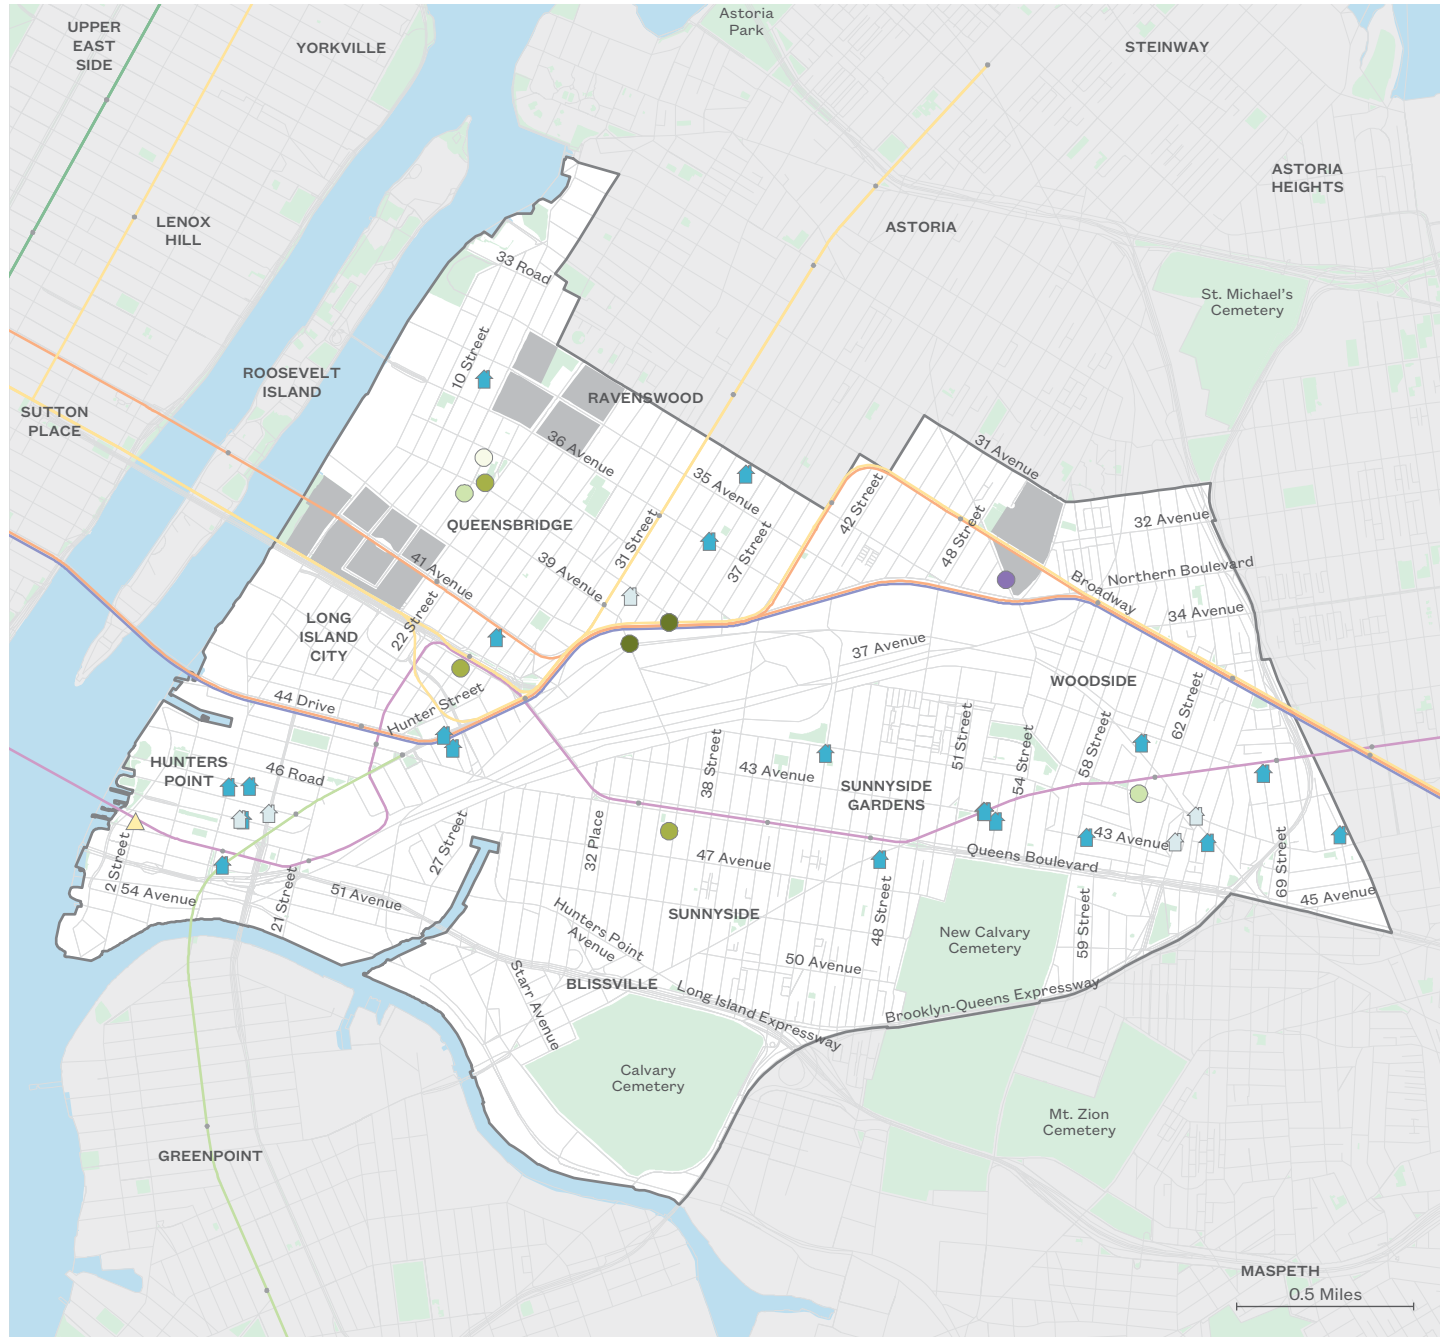 UPPER
EAST
SIDE
YORKVILLE
Astoria
Park
STEINWAY
ASTORIA
HEIGHTS
LENOX
HILL
ASTORIA
33 Road
St. Michael's
Cemetery
10 Street
ROOSEVELT
ISLAND
RAVENSWOOD
SUTTON
PLACE
36 Avenue
31 Avenue
35 Avenue
42 Street
32 Avenue
QUEENSBRIDGE
31 Street
37 Street
48 Street
41 Avenue
39 Avenue
Northern Boulevard
Broadway
34 Avenue
LONG
ISLAND
CITY
22 Street
37 Avenue
WOODSIDE
44 Drive
Hunter Street
62 Street
51 Street
54 Street
58 Street
38 Street
HUNTERS
POINT
46 Road
43 Avenue
SUNNYSIDE
GARDENS
27 Street
32 Place
43 Avenue
2 Street
47 Avenue
Queens Boulevard
69 Street
54 Avenue
21 Street
51 Avenue
45 Avenue
SUNNYSIDE
48 Street
59 Street
Hunters Point
Avenue
New Calvary
Cemetery
50 Avenue
BLISSVILLE
Starr Avenue
Long Island Expressway
Brooklyn-Queens Expressway
Calvary
Cemetery
Mt. Zion
Cemetery
GREENPOINT
MASPETH
0.5 Miles